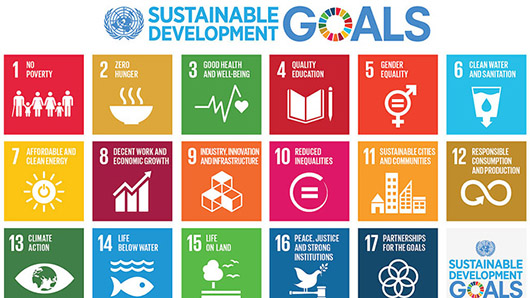 SUSTAINABLE
DEVELOPMENT
GOALS
1 NO
POVERTY
2 ZERO
HUNGER
3 GOOD HEALTH
AND WELL-BEING
4 QUALITY
EDUCATION
5 GENDER
EQUALITY
6 CLEAN WATER
AND SANITATION
7 AFFORDABLE AND
CLEAN ENERGY
8 DECENT WORK AND
ECONOMIC GROWTH
9 INDUSTRY, INNOVATION
AND INFRASTRUCTURE
10 REDUCED
INEQUALITIES
11 SUSTAINABLE CITIES
AND COMMUNITIES
12 RESPONSIBLE
CONSUMPTION
AND PRODUCTION
13 CLIMATE
ACTION
14 LIFE
BELOW WATER
15 LIFE
ON LAND
16 PEACE, JUSTICE
AND STRONG
INSTITUTIONS
17 PARTNERSHIPS
FOR THE GOALS
SUSTAINABLE
DEVELOPMENT
GOALS